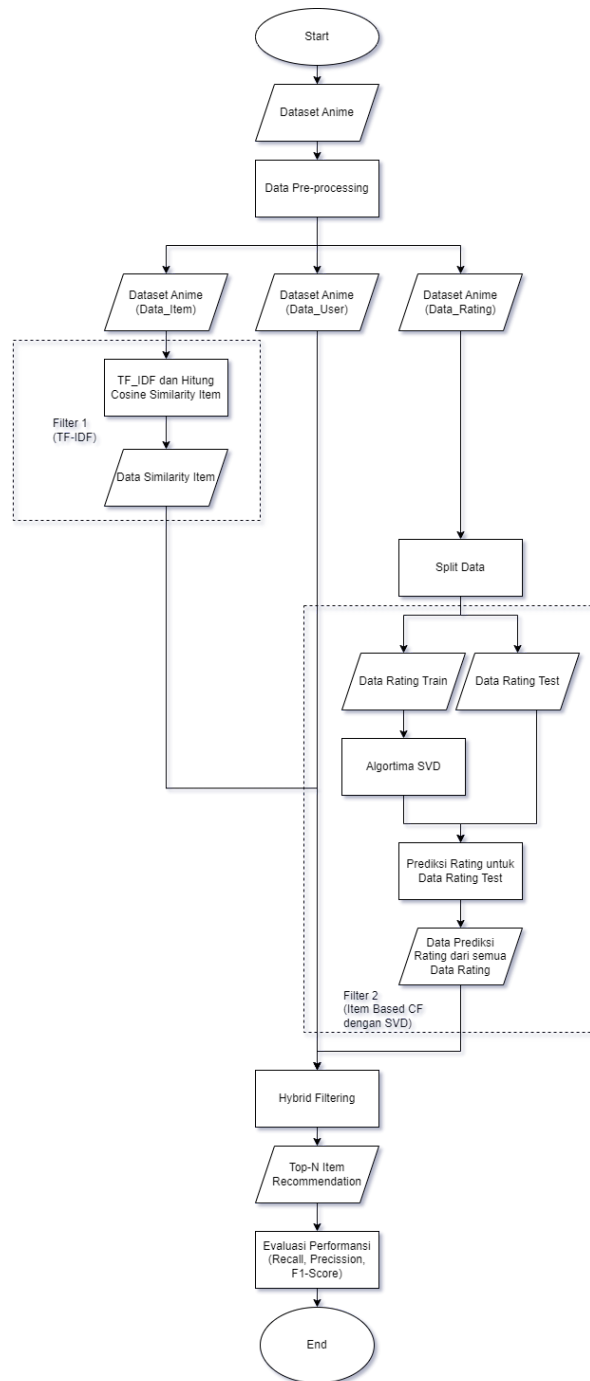 Start
Dataset Anime
Data Pre-processing
Dataset Anime
(Data_Item)
Dataset Anime
(Data_User)
Dataset Anime
(Data_Rating)
Filter 1
(TF-IDF)
TF_IDF dan Hitung
Cosine Similarity Item
Data Similarity Item
Split Data
Data Rating Train
Data Rating Test
Algortima SVD
Prediksi Rating untuk
Data Rating Test
Data Prediksi
Rating dari semua
Data Rating
Filter 2
(Item Based CF
dengan SVD)
Hybrid Filtering
Top-N Item
Recommendation
Evaluasi Performansi
(Recall, Precission,
F1-Score)
End